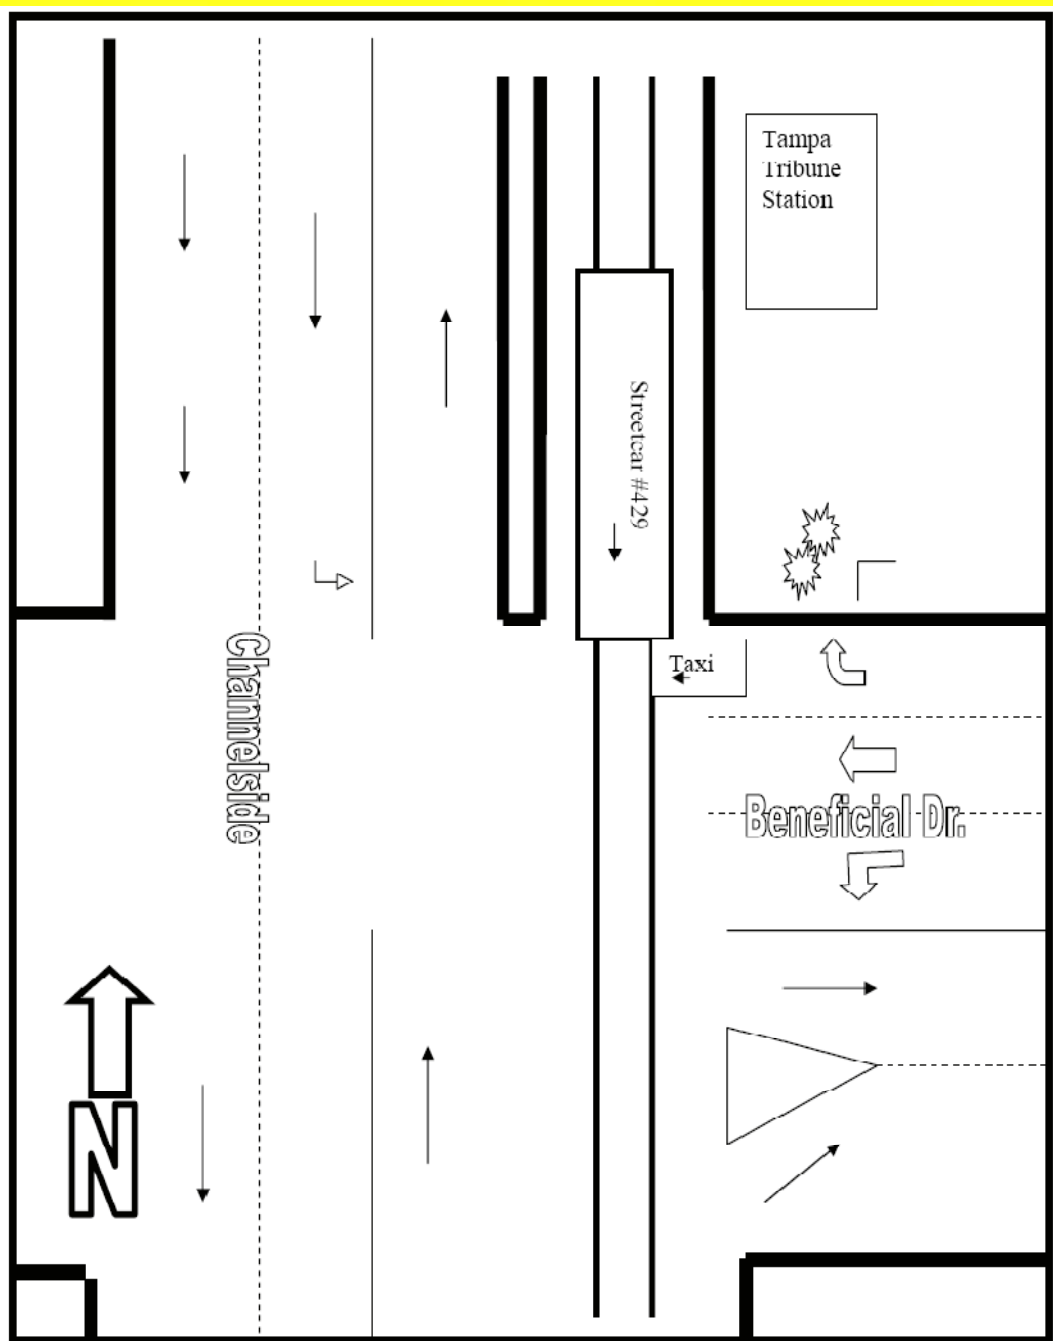 Tampa
Tribune
Station
Streetcar #429
Taxi
Channelside
Beneficial Dr.
N